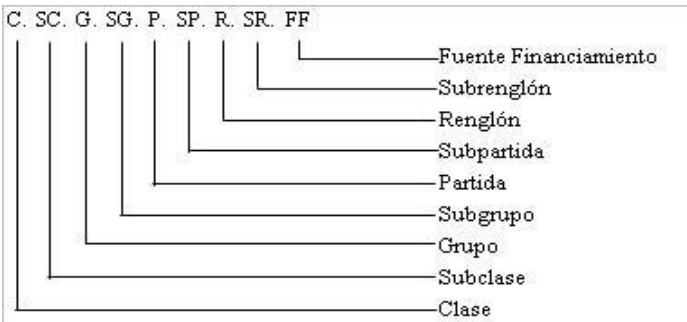 C. SC. G. SG. P. SP. R. SR. FF
Fuente Financiamiento
Subrenglón
Renglón
Subpartida
Partida
Subgrupo
Grupo
Subclase
Clase